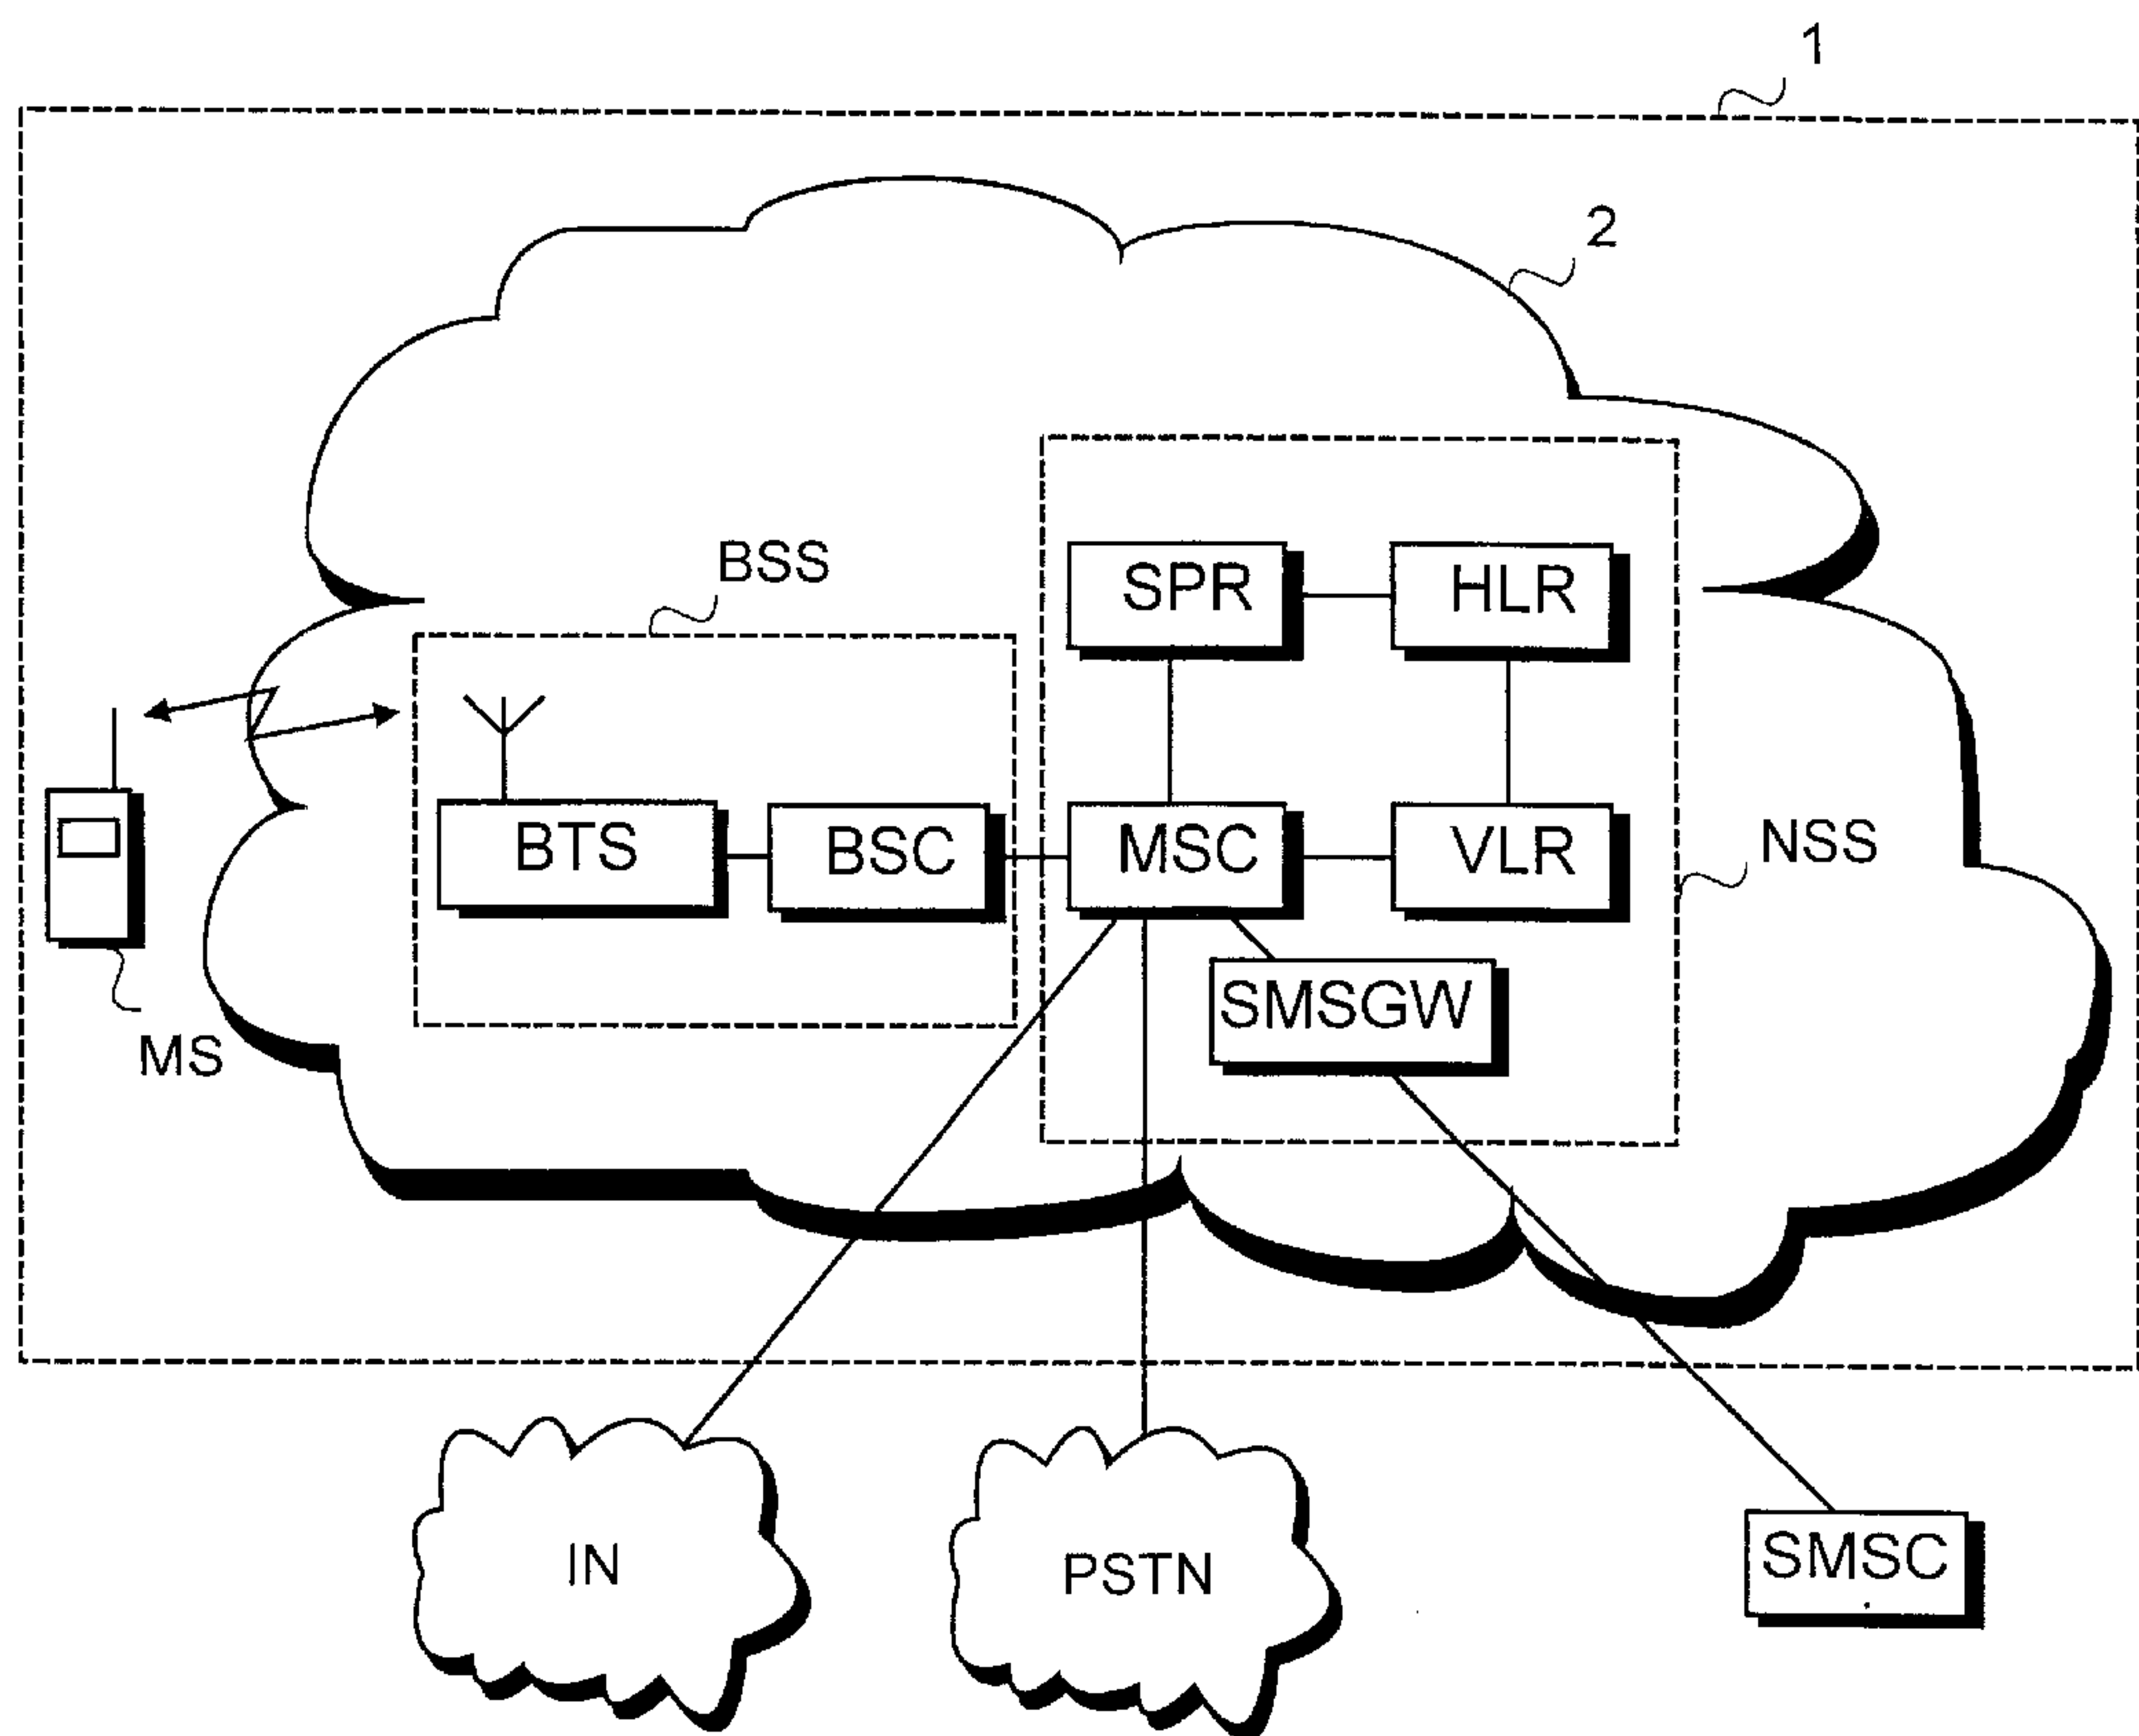 1
2
BSS
SPR
HLR
BTS
BSC
MSC
VLR
NSS
SMSGW
MS
IN
PSTN
SMSC